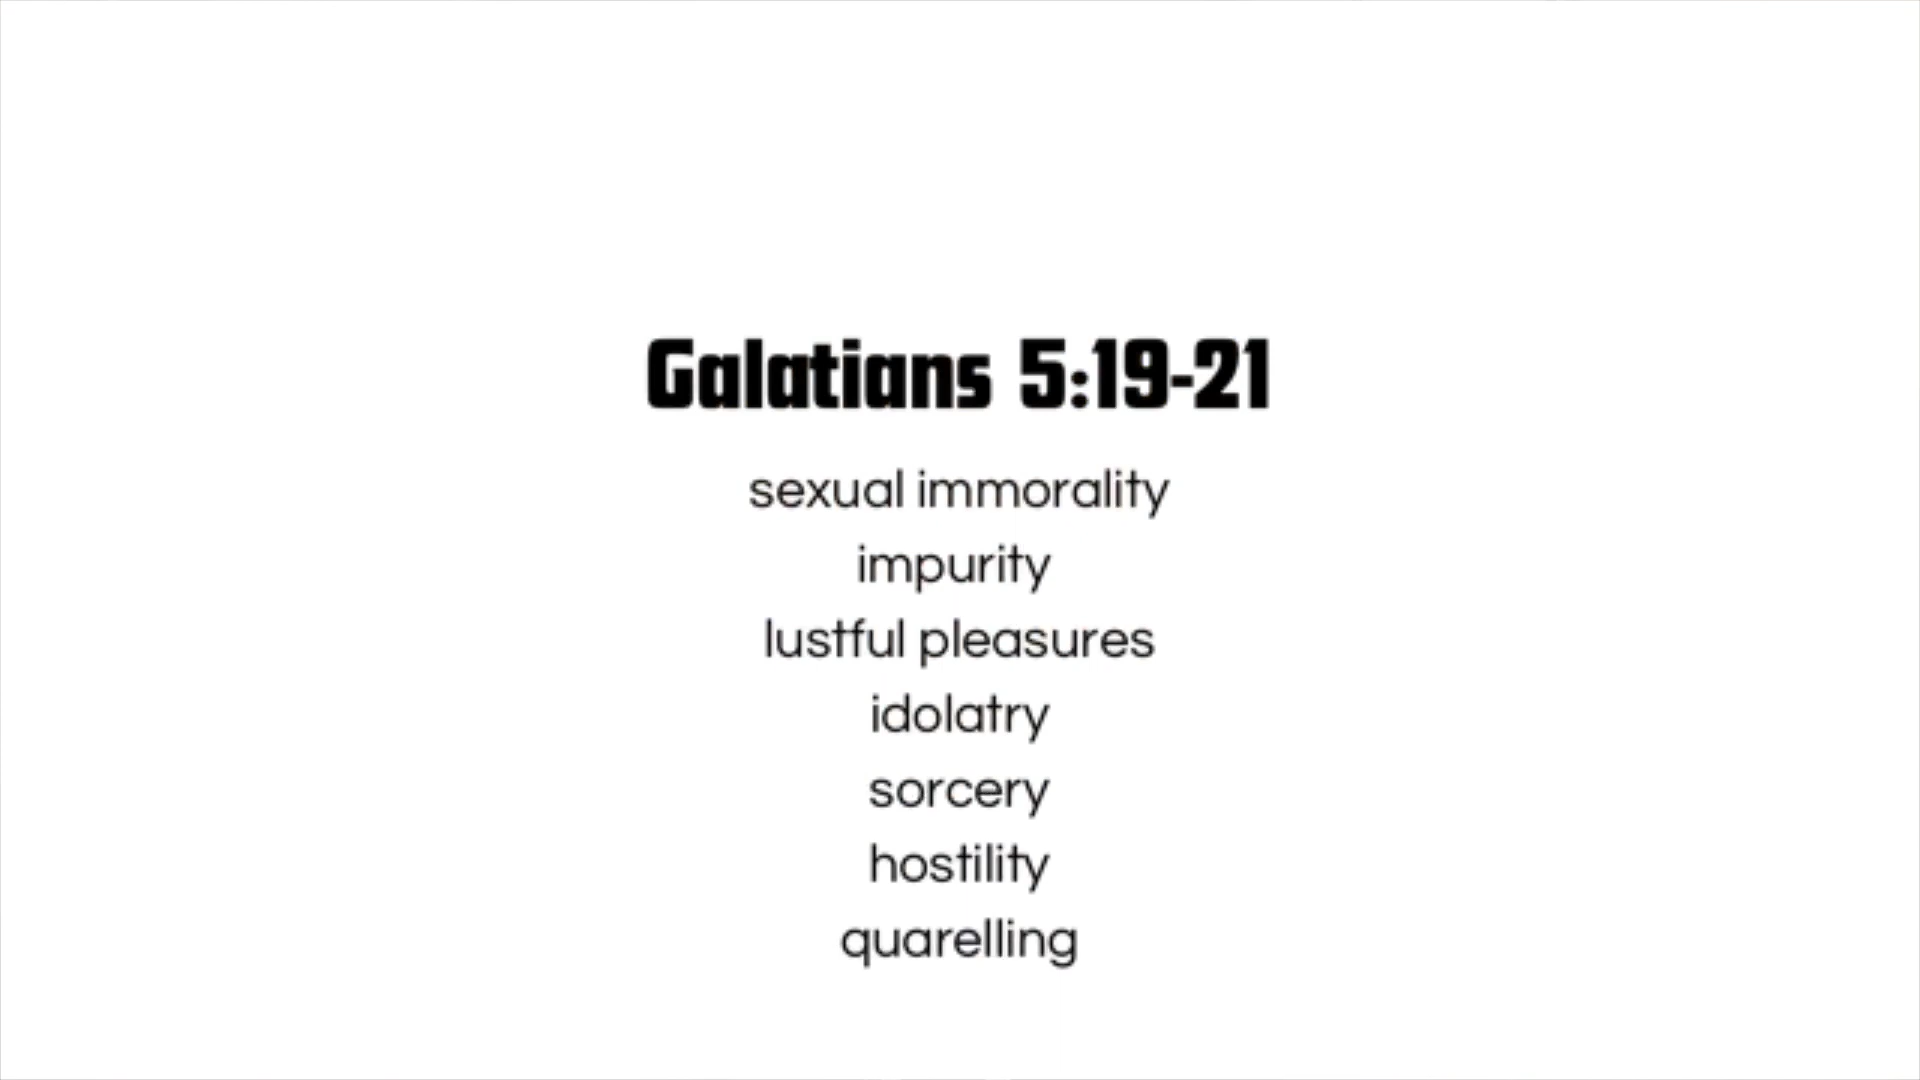 Galatians 5:19-21
sexual immorality
impurity
lustful pleasures
idolatry
sorcery
hostility
quarelling